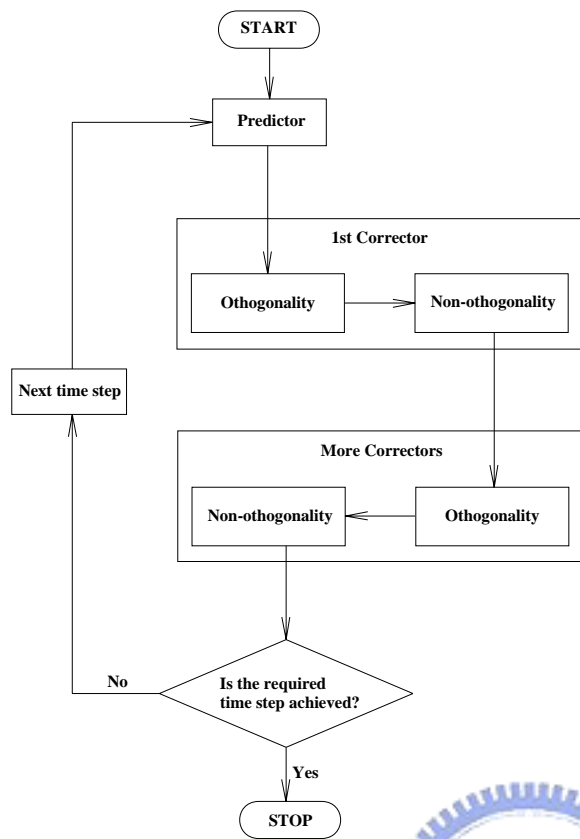 START
Predictor
1st Corrector
Othogonality
Non-othogonality
Next time step
More Correctors
Non-othogonality
Othogonality
No
Is the required
time step achieved?
Yes
STOP